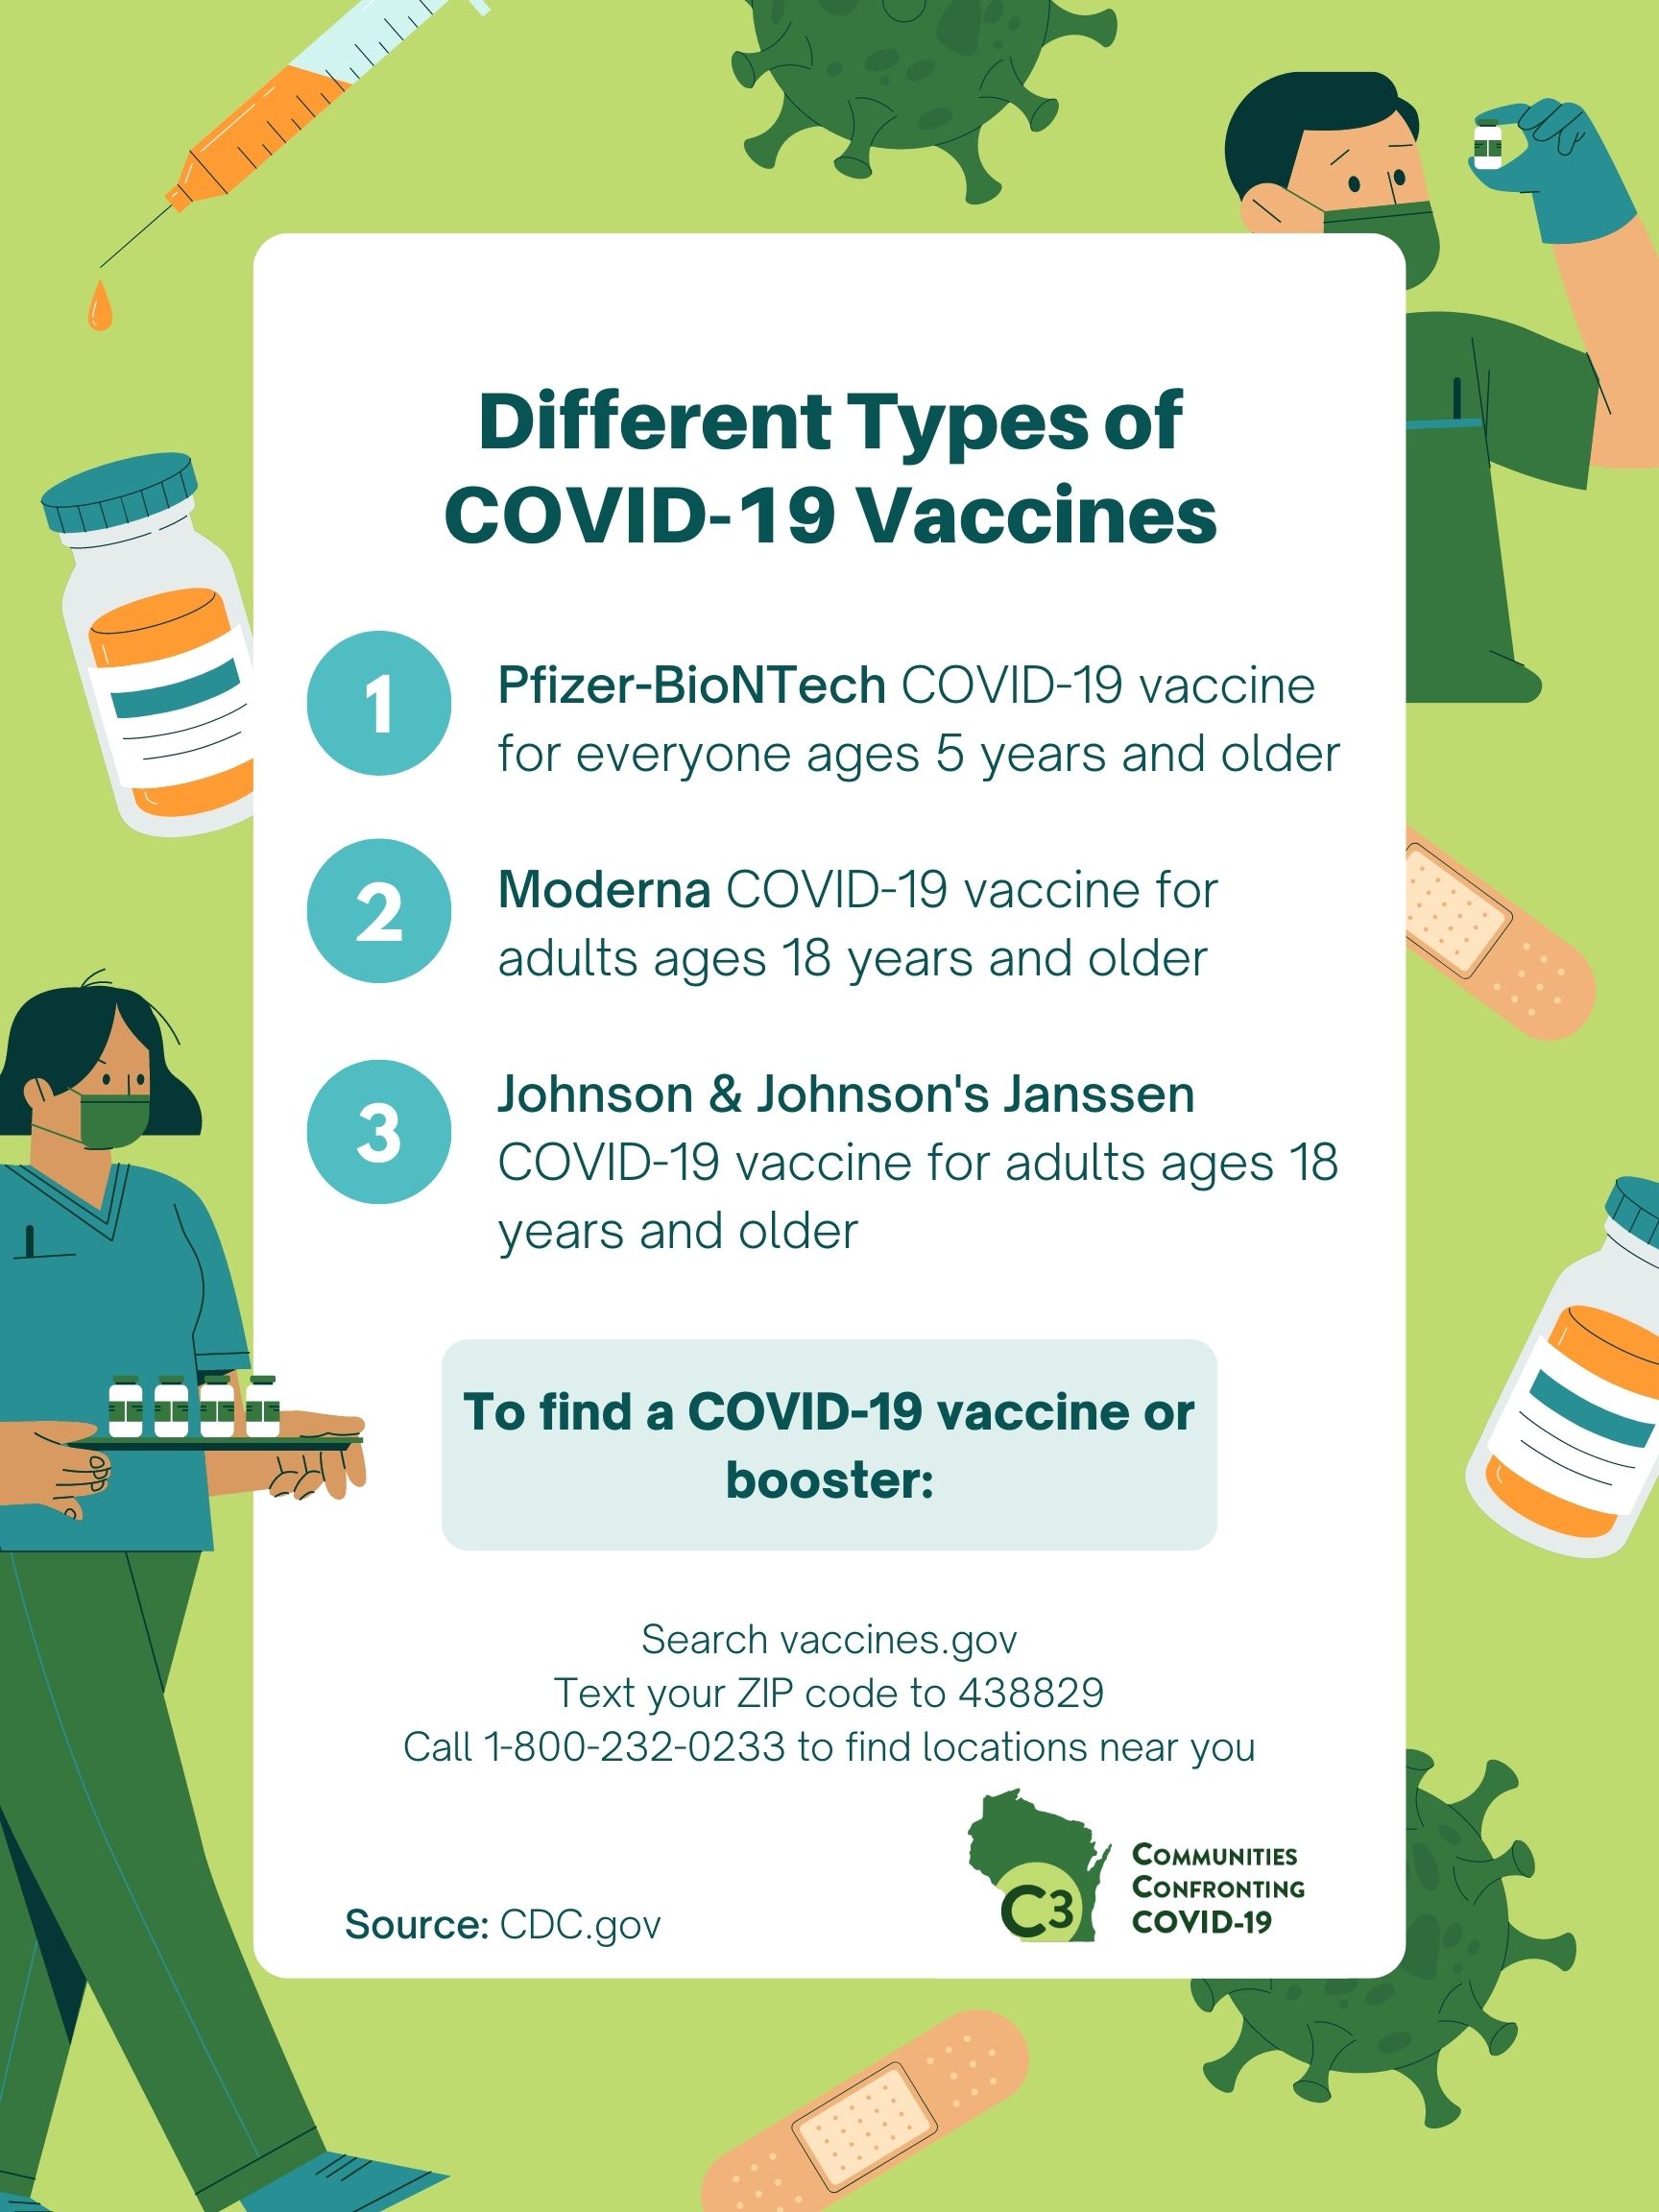 Different Types of
COVID-19 Vaccines
1
Pfizer-BioNTech COVID-19 vaccine
for everyone ages 5 years and older
2
Moderna COVID-19 vaccine for
adults ages 18 years and older
3
Johnson & Johnson's Janssen
COVID-19 vaccine for adults ages 18
years and older
To find a COVID-19 vaccine or
booster:
Search vaccines.gov
Text your ZIP code to 438829
Call 1-800-232-0233 to find locations near you
Source: CDC.gov
C3
COMMUNITIES
CONFRONTING
COVID-19